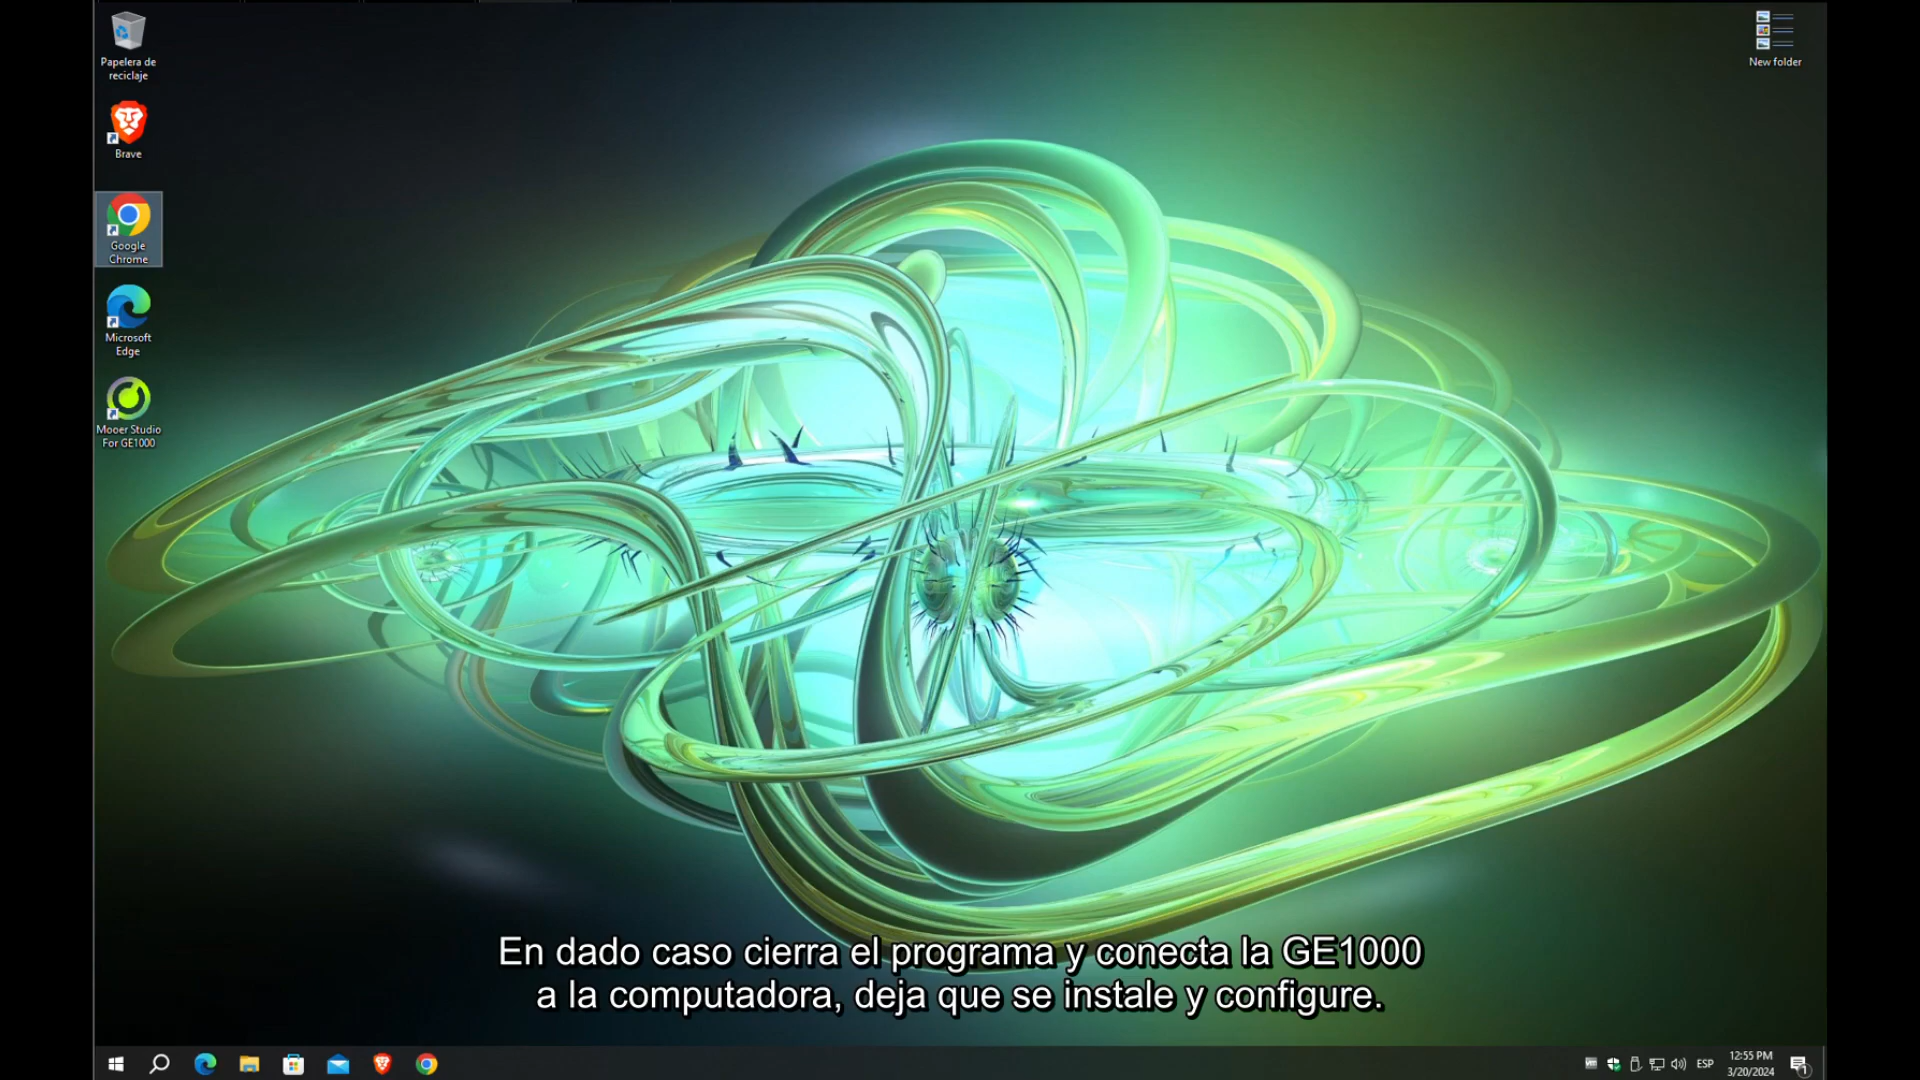 Papelera de
reciclaje
New folder
Brave
Google
Chrome
Microsoft
Edge
Mooer Studio
For GE1000
En dado caso cierra el programa y conecta la GE1000
a la computadora, deja que se instale y configure.
ESP
12:55 PM
3/20/2024
1